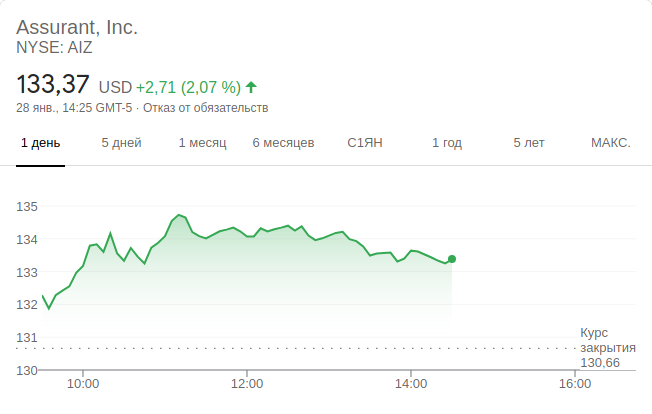 Assurant, Inc.
NYSE: AIZ
133,37 USD +2,71 (2,07 %)
28 янв., 14:25 GMT-5 · Отказ от обязательств
1 день 5 дней 1 месяц 6 месяцев С1ЯН 1 год 5 лет МАКС.
135
134
133
132
131
130
Курс
закрытия
130,66
10:00 12:00 14:00 16:00